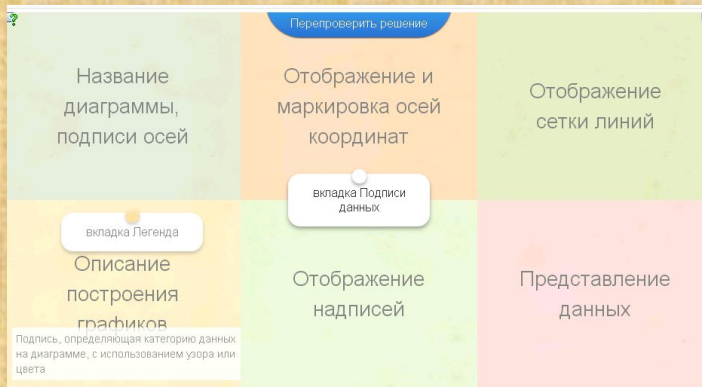 Перепроверить решение
Название
диаграммы,
подписи осей
Отображение и
маркировка осей
координат
Отображение
сетки линий
вкладка Подписи
данных
вкладка Легенда
Описание
построения
графиков
Подпись, определяющая категорию данных
на диаграмме, с использованием узора или
цвета
Отображение
надписей
Представление
данных